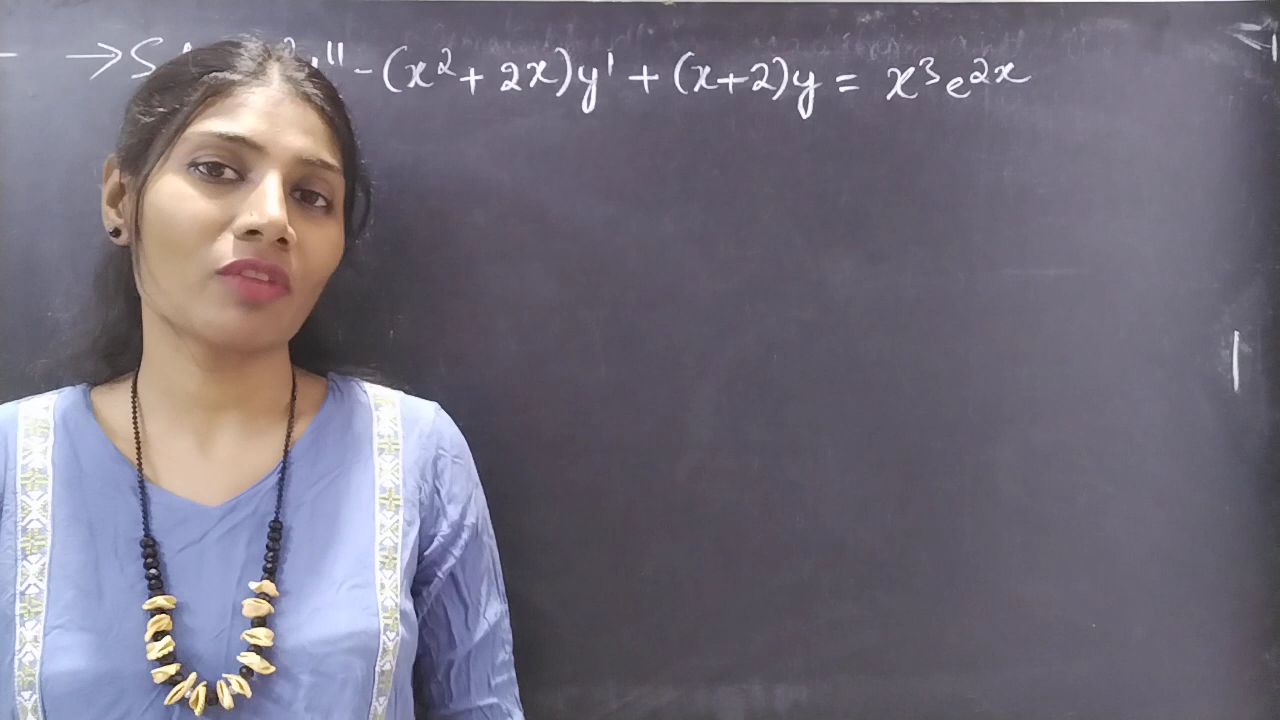 → y'' - (x² + 2x)y' + (x+2)y = x³e²ˣ